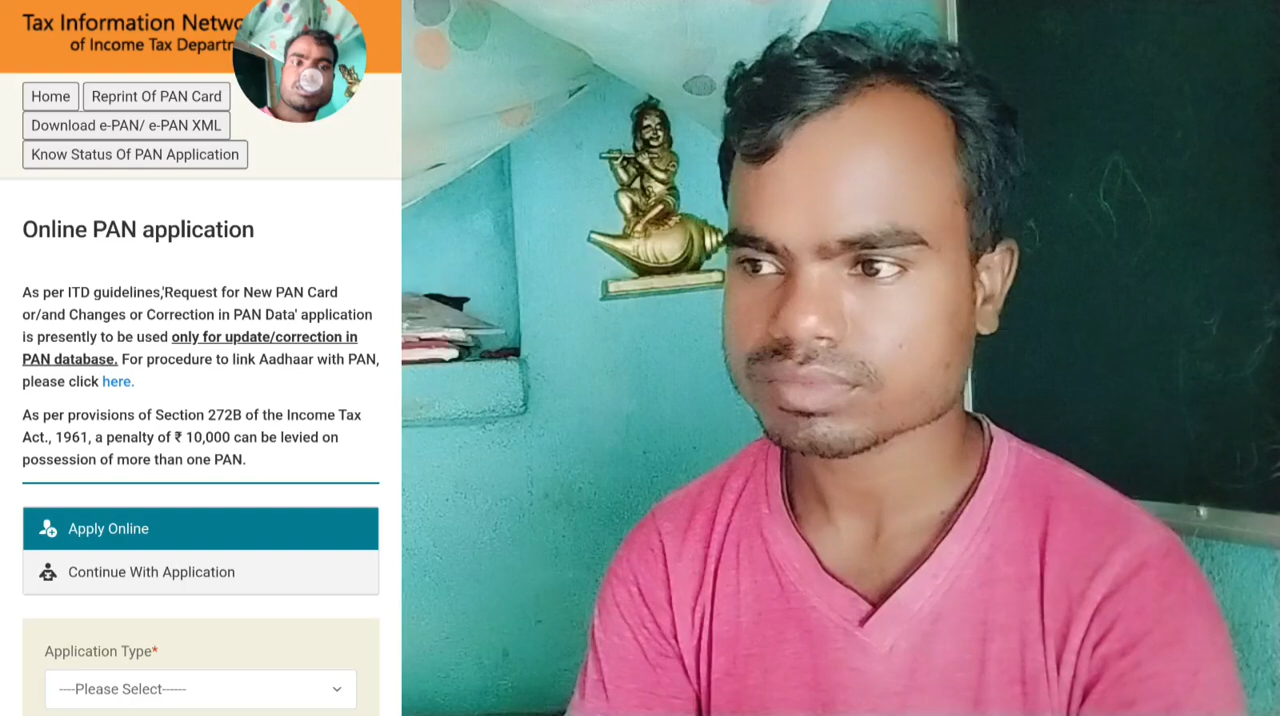 Tax Information
of Income Tax
Home
Reprint Of PAN Card
Download e-PAN/ e-PAN XML
Know Status Of PAN Application
Online PAN application
As per ITD guidelines,'Request for New PAN Card
or/and Changes or Correction in PAN Data' application
is presently to be used only for update/correction in
PAN database. For procedure to link Aadhaar with PAN,
please click here.
As per provisions of Section 272B of the Income Tax
Act., 1961, a penalty of ₹ 10,000 can be levied on
possession of more than one PAN.
Apply Online
Continue With Application
Application Type*
----Please Select------